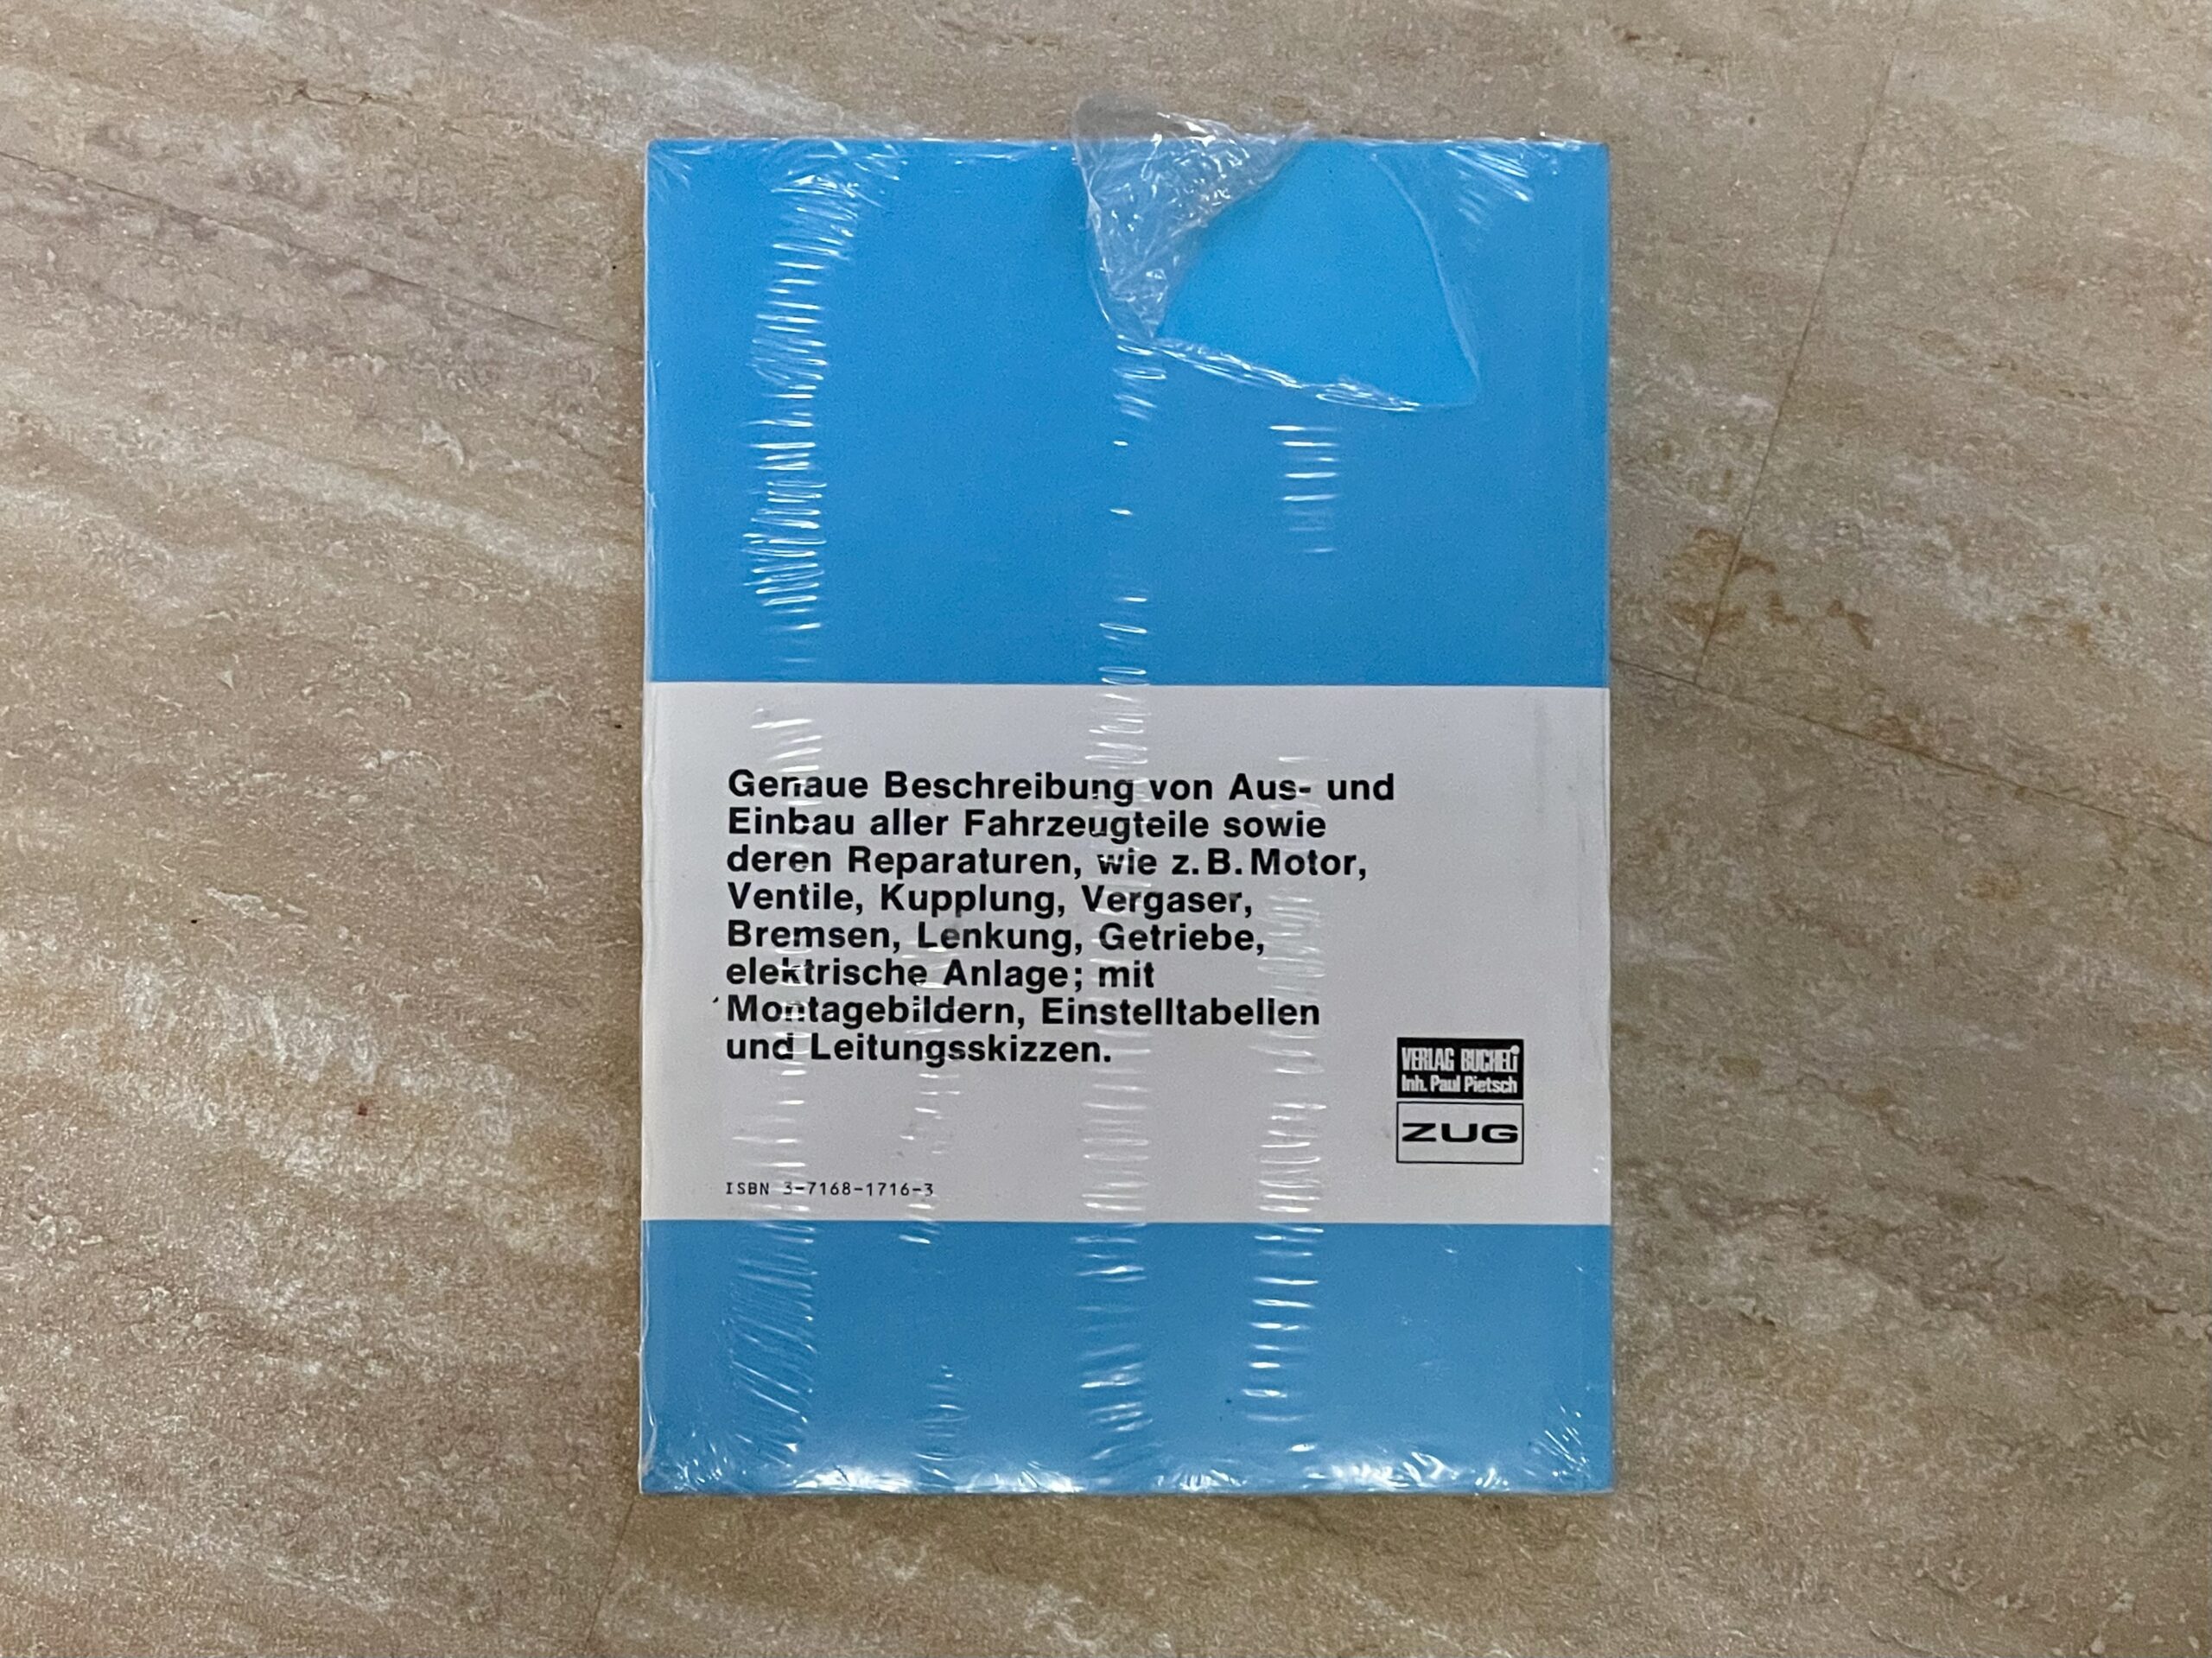 Genaue Beschreibung von Aus- und
Einbau aller Fahrzeugteile sowie
deren Reparaturen, wie z.B. Motor,
Ventile, Kupplung, Vergaser,
Bremsen, Lenkung, Getriebe,
elektrische Anlage; mit
Montagebildern, Einstelltabellen
und Leitungsskizzen.
VERLAG BUCHELi
Inh. Paul Pietsch
ZUG
ISBN 3-7168-1716-3